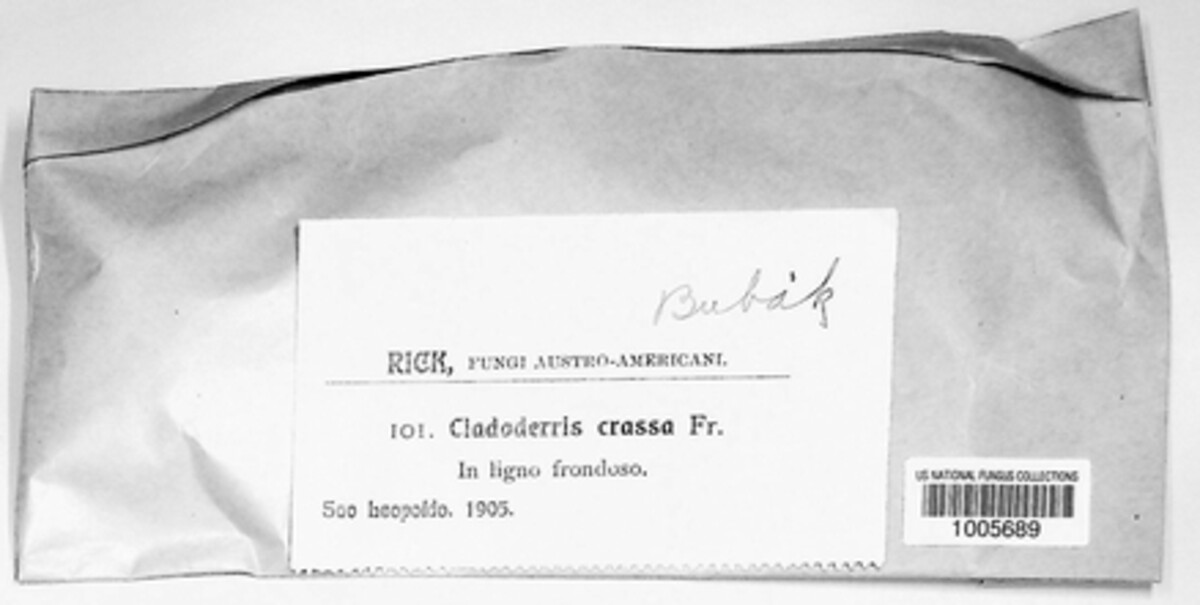 Bubák
RICK, FUNGI AUSTRO-AMERICANI.
101. Cladoderris crassa Fr.
In ligno frondoso.
Sao Leopoldo. 1905.
US NATIONAL FUNGUS COLLECTIONS
1005689